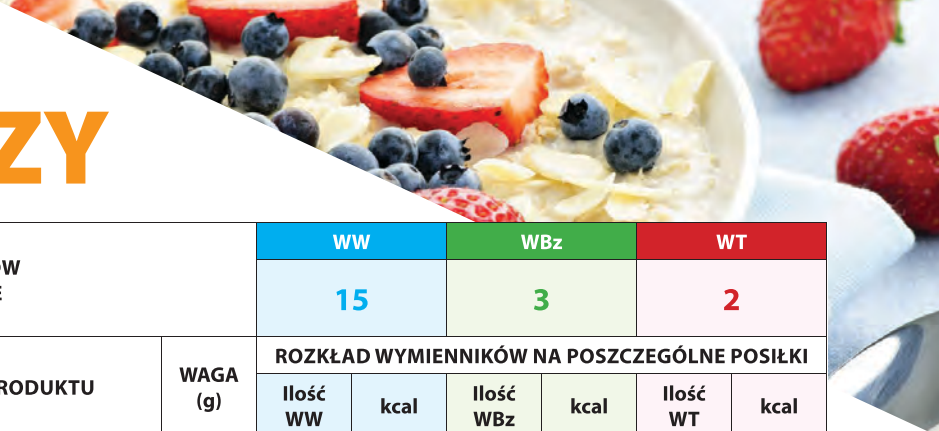 ZY
WW WBz WT
15 3 2
ROZKŁAD WYMIENNIKÓW NA POSZCZEGÓLNE POSIŁKI
RODUKTU WAGA
(g)
Ilość
WW kcal Ilość
WBz kcal Ilość
WT kcal